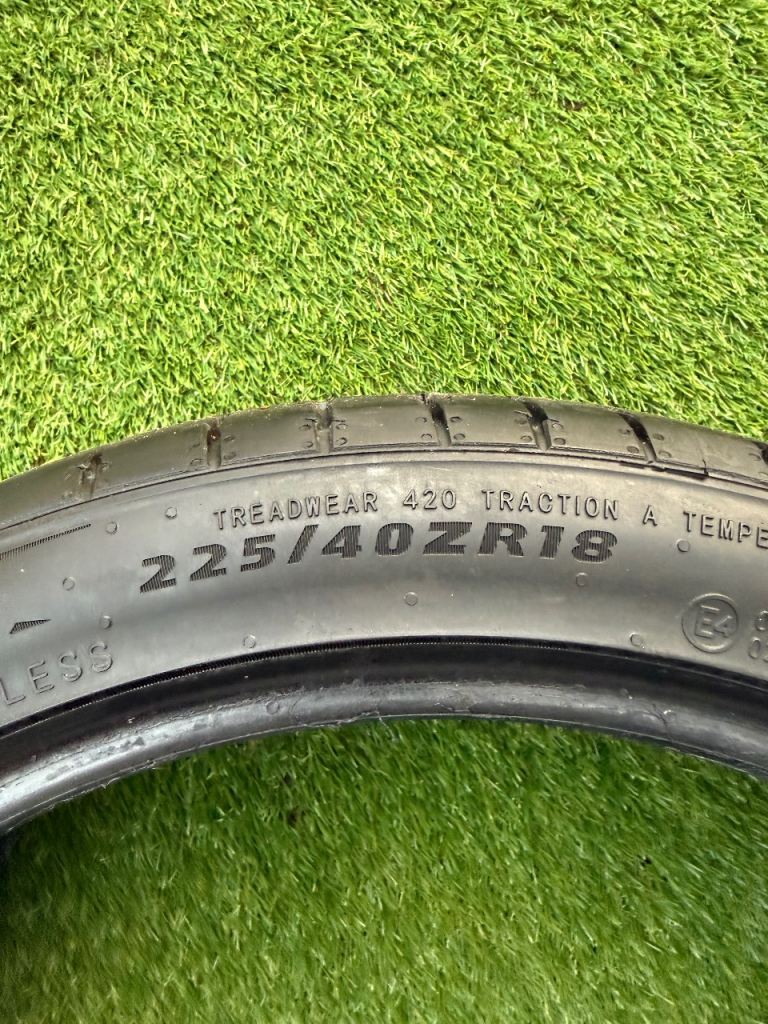 TREADWEAR 420 TRACTION A TEMPE
225/40ZR18
E4
LESS